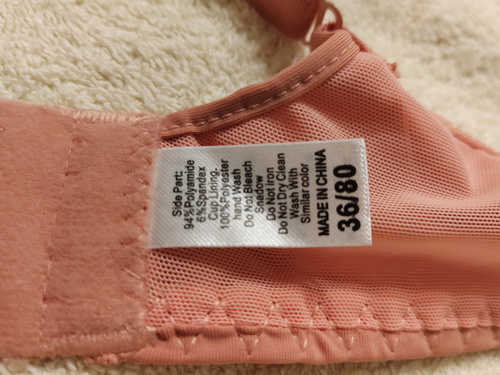 Side Part:
94%Polyamide
6%Spandex
Cup Lining.
100%Polyester
hand Wash
Do Not Bleach
Snadow
Do Not Iron
Do Not Dry Clean
Wash With
Similar color
MADE IN CHINA
36/80